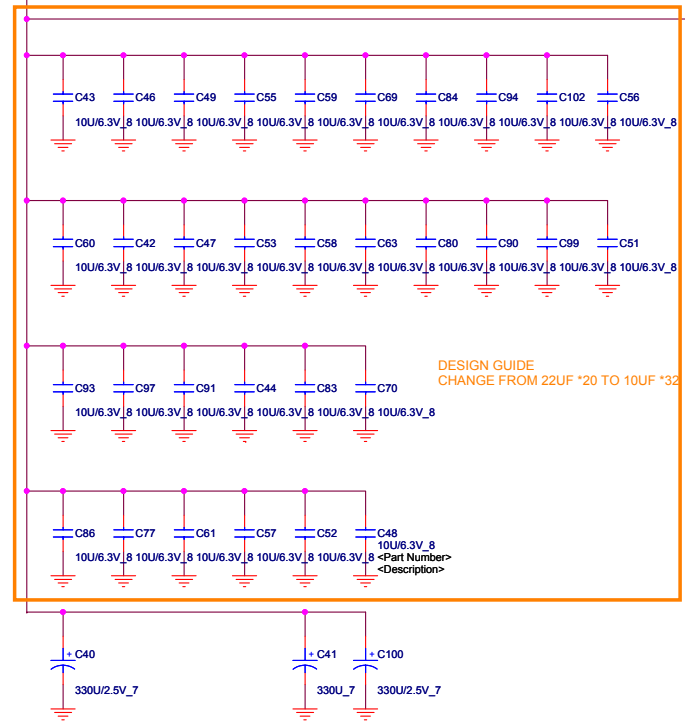 C43 C46 C49 C55 C59 C69 C84 C94 C102 C56
10U/6.3V_8 10U/6.3V_8 10U/6.3V_8 10U/6.3V_8 10U/6.3V_8 10U/6.3V_8 10U/6.3V_8 10U/6.3V_8 10U/6.3V_8 10U/6.3V_8
C60 C42 C47 C53 C58 C63 C80 C90 C99 C51
10U/6.3V_8 10U/6.3V_8 10U/6.3V_8 10U/6.3V_8 10U/6.3V_8 10U/6.3V_8 10U/6.3V_8 10U/6.3V_8 10U/6.3V_8 10U/6.3V_8
DESIGN GUIDE
CHANGE FROM 22UF *20 TO 10UF *32
C93 C97 C91 C44 C83 C70
10U/6.3V_8 10U/6.3V_8 10U/6.3V_8 10U/6.3V_8 10U/6.3V_8 10U/6.3V_8
C86 C77 C61 C57 C52 C48
10U/6.3V_8
10U/6.3V_8 10U/6.3V_8 10U/6.3V_8 10U/6.3V_8 10U/6.3V_8 <Part Number>
<Description>
+ C40 + C41 + C100
330U/2.5V_7 330U_7 330U/2.5V_7